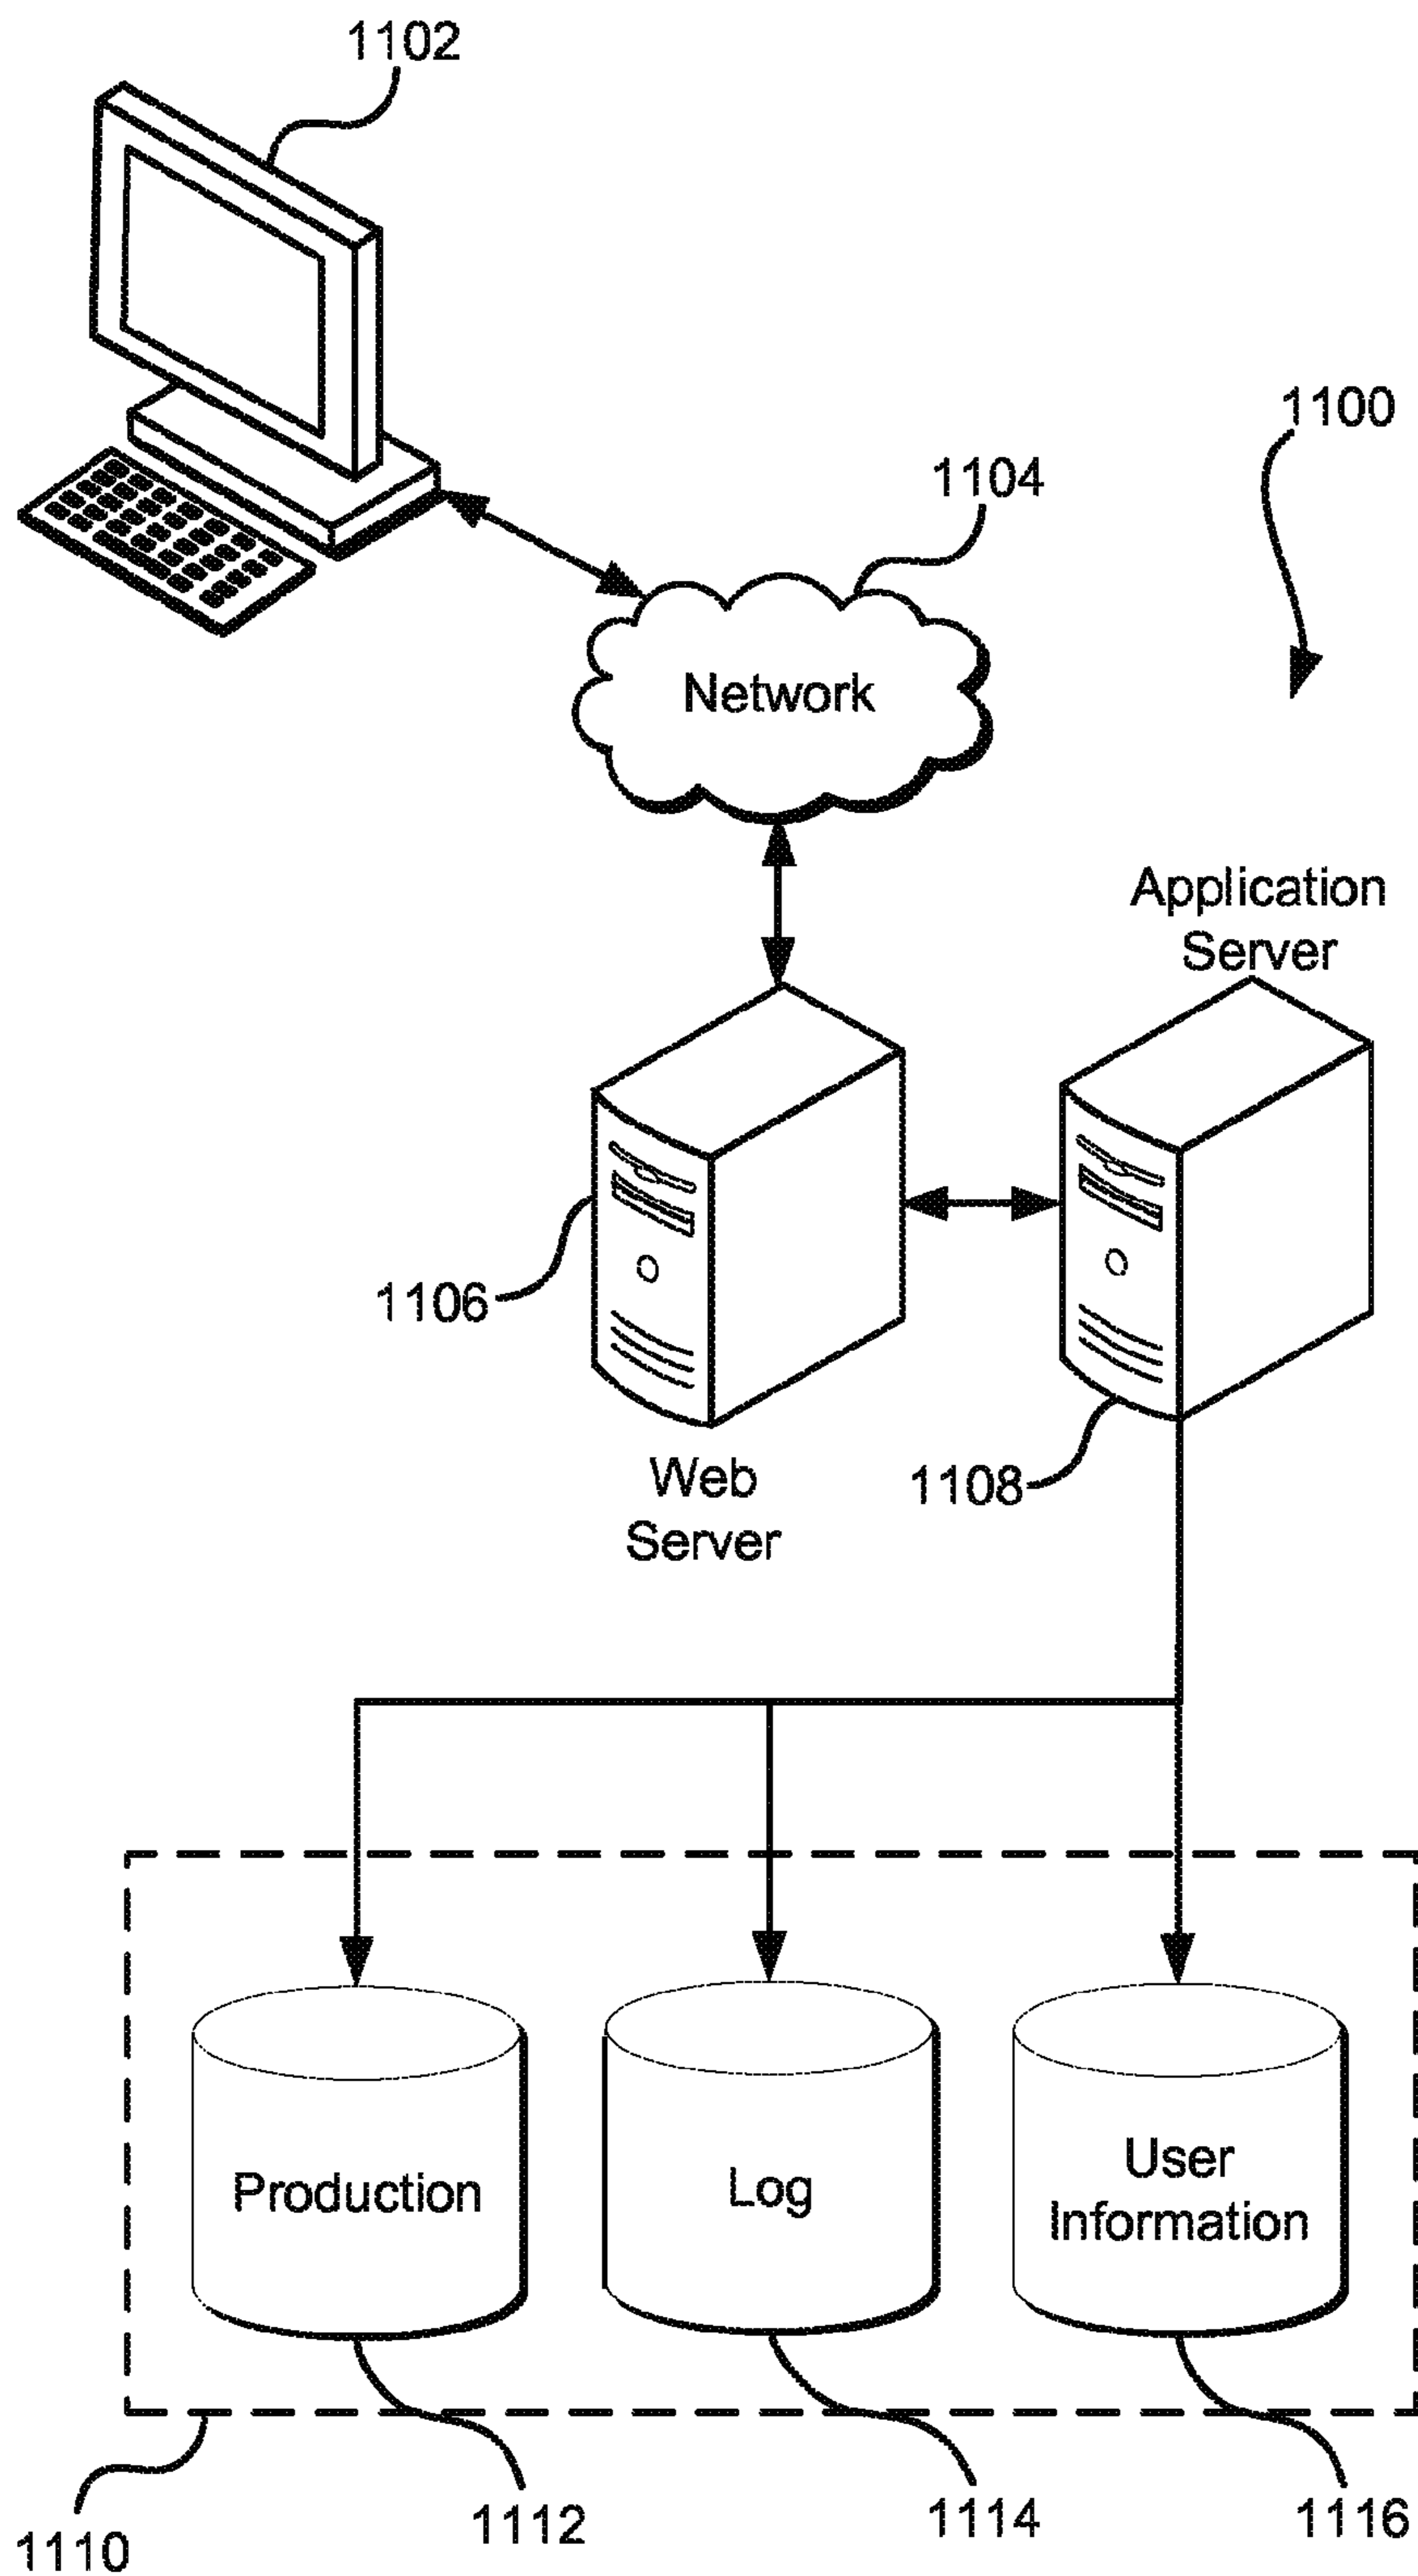 1102
1100
1104
Network
Application
Server
1106
1108
Web
Server
Production
Log
User
Information
1110
1112
1114
1116